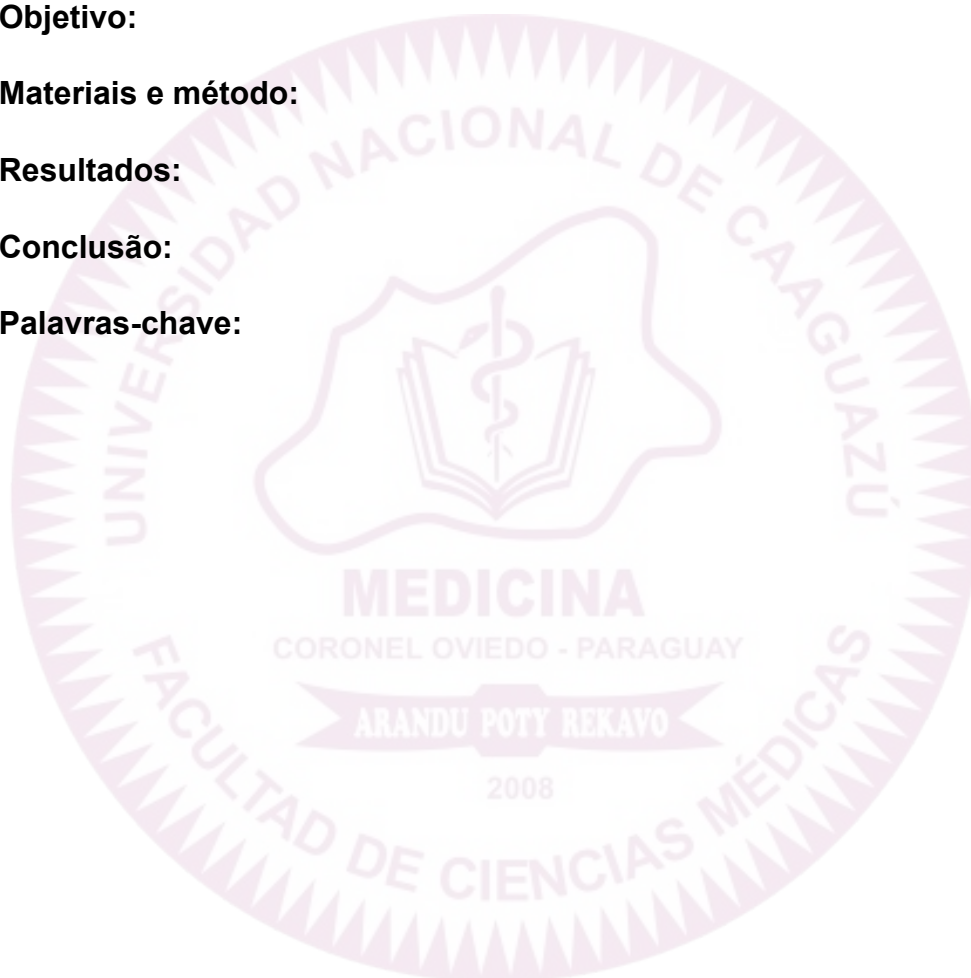 Objetivo:
Materiais e método:
Resultados:
Conclusão:
Palavras-chave:
UNIVERSIDAD NACIONAL DE CAAGUAZÚ
MEDICINA
CORONEL OVIEDO - PARAGUAY
ARANDU POTY REKAVO
2008
FACULTAD DE CIENCIAS MÉDICAS